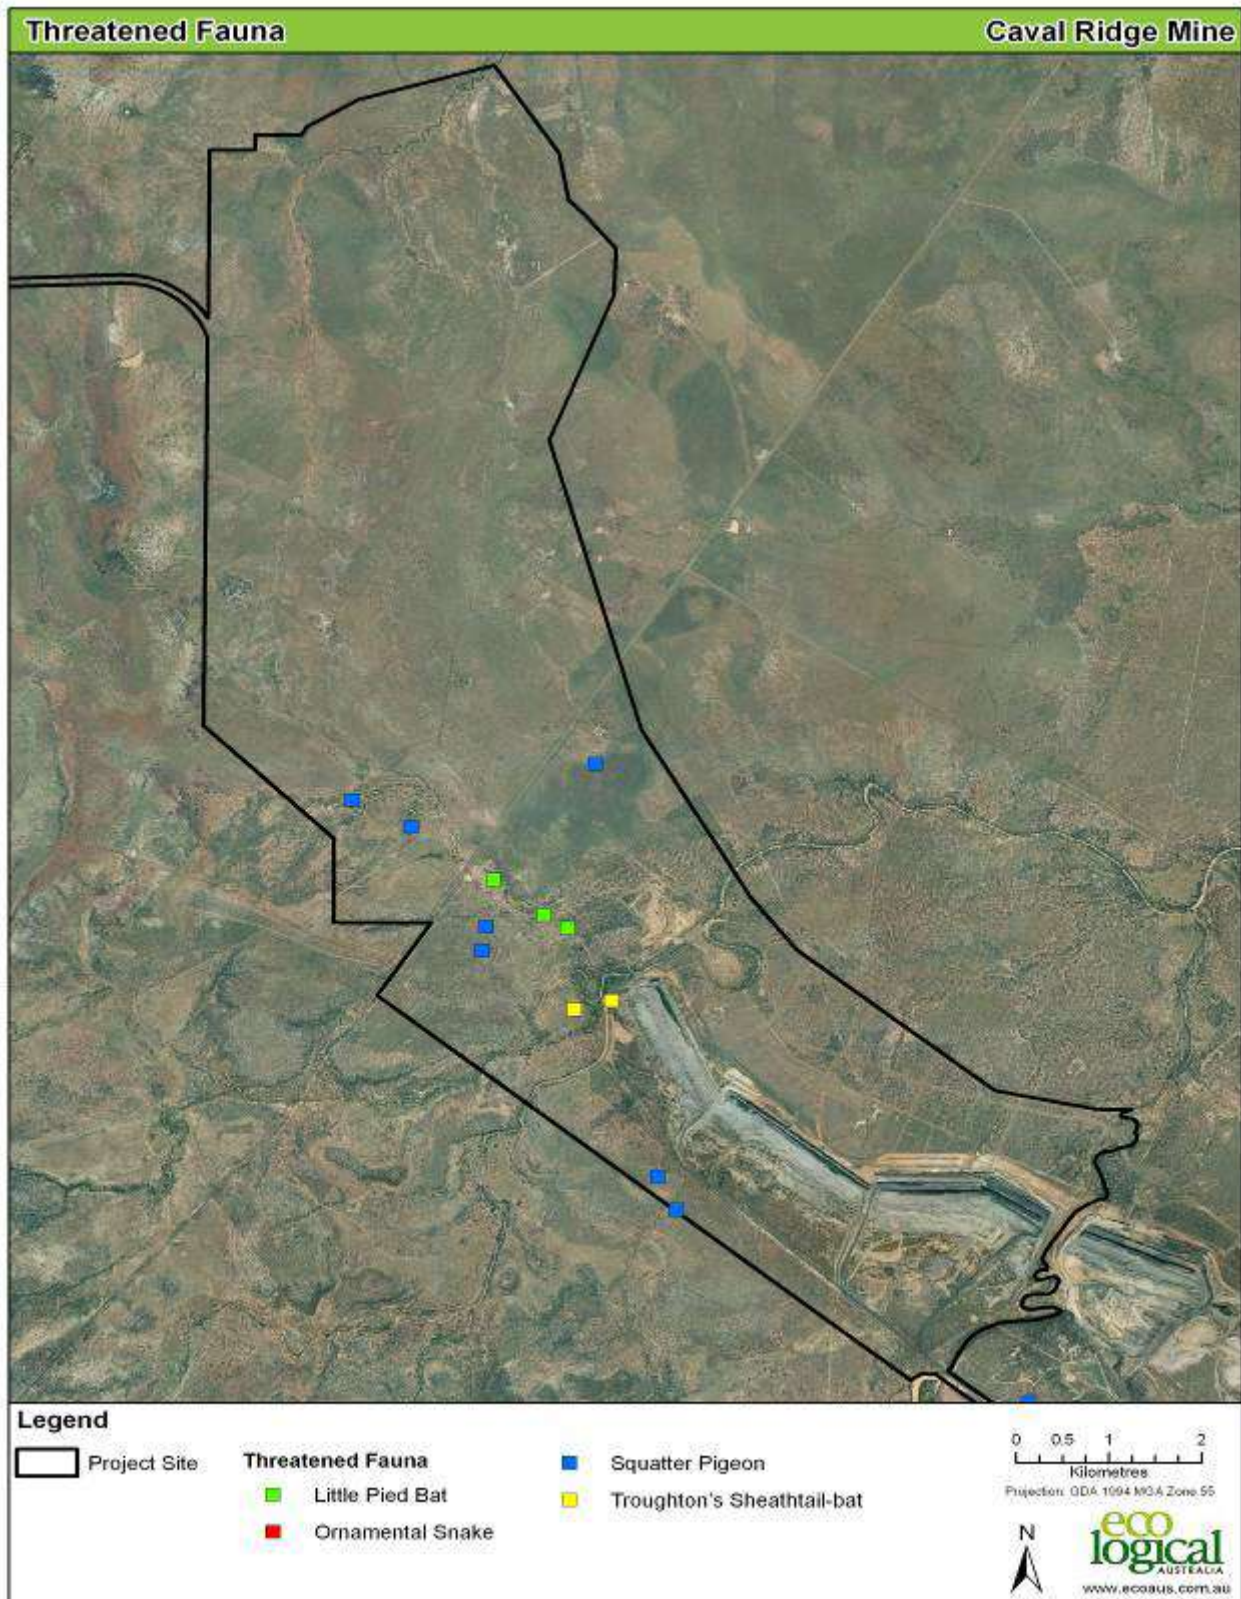 Threatened Fauna
Caval Ridge Mine
Legend
Project Site
Threatened Fauna
Little Pied Bat
Ornamental Snake
Squatter Pigeon
Troughton's Sheathtail-bat
0 0.5 1 2
Kilometres
Projection: GDA 1994 MGA Zone 55
N
eco
logical
AUSTRALIA
www.ecoaus.com.au